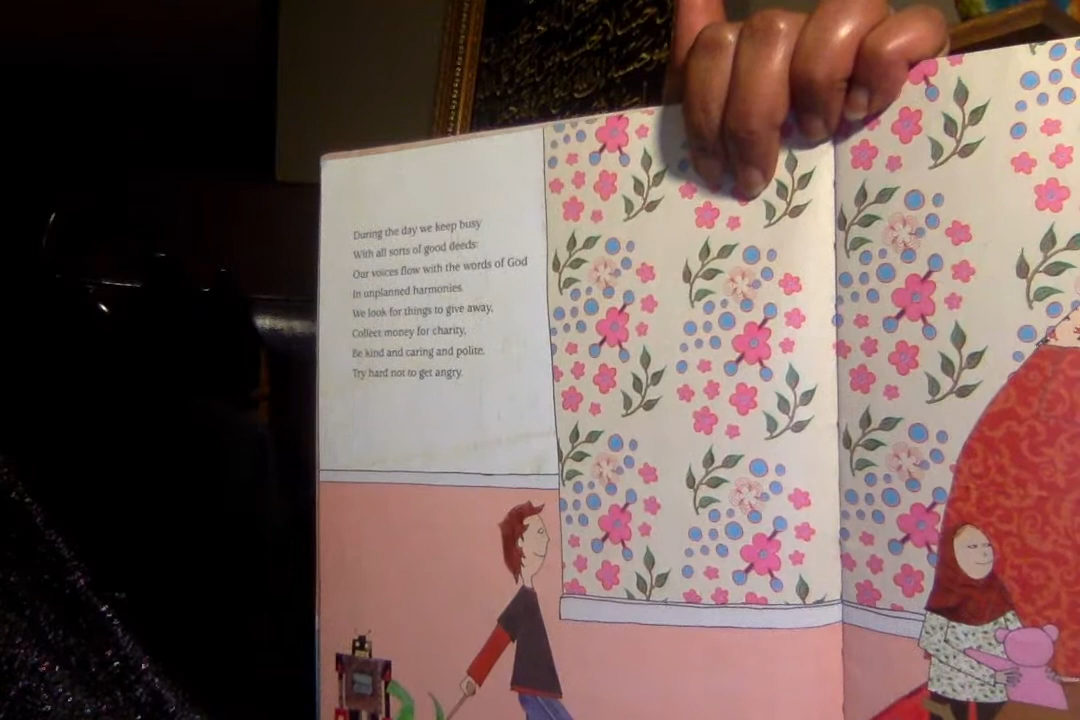 During the day we keep busy
With all sorts of good deeds:
Our voices flow with the words of God
In unplanned harmonies.
We look for things to give away,
Collect money for charity,
Be kind and caring and polite.
Try hard not to get angry.